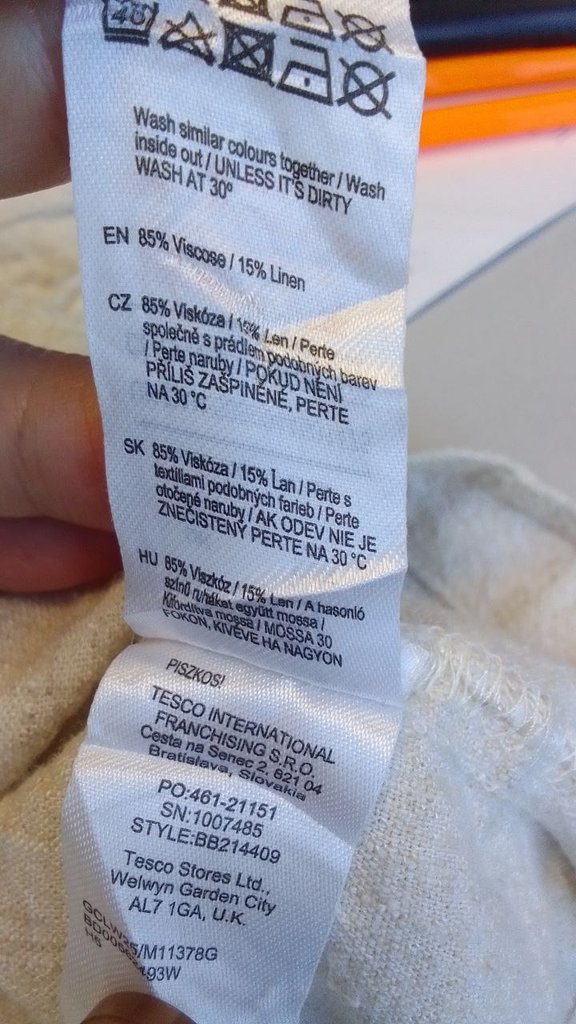 40
Wash similar colours together / Wash
inside out / UNLESS IT'S DIRTY
WASH AT 30°
EN 85% Viscose / 15% Linen
CZ 85% Viskóza / 15% Len / Perte
společně s prádlem podobných barev
/ Perte naruby / POKUD NENÍ
PŘÍLIŠ ZAŠPINĚNÉ, PERTE
NA 30 °C
SK 85% Viskóza / 15% Ľan / Perte s
textíliami podobných farieb / Perte
otočené naruby / AK ODEV NIE JE
ZNEČISTENÝ PERTE NA 30 °C
HU 85% Viszkóz / 15% Len / A hasonló
színű ruhákat együtt mossa /
Kifordítva mossa / MOSSA 30
FOKON, KIVÉVE HA NAGYON
PISZKOS!
TESCO INTERNATIONAL
FRANCHISING S.R.O.
Cesta na Senec 2, 821 04
Bratislava, Slovakia
PO:461-21151
SN:1007485
STYLE:BB214409
Tesco Stores Ltd.,
Welwyn Garden City
AL7 1GA, U.K.
/M11378G
93W
HS